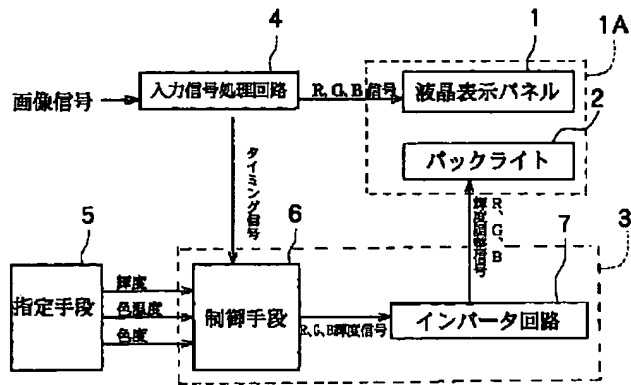 4
1
1A
画像信号
入力信号処理回路
R,G,B信号
液晶表示パネル
2
バックライト
タイミング信号
R、G、B
輝度調整信号
3
5
6
7
指定手段
輝度
色温度
色度
制御手段
R,G,B輝度信号
インバータ回路